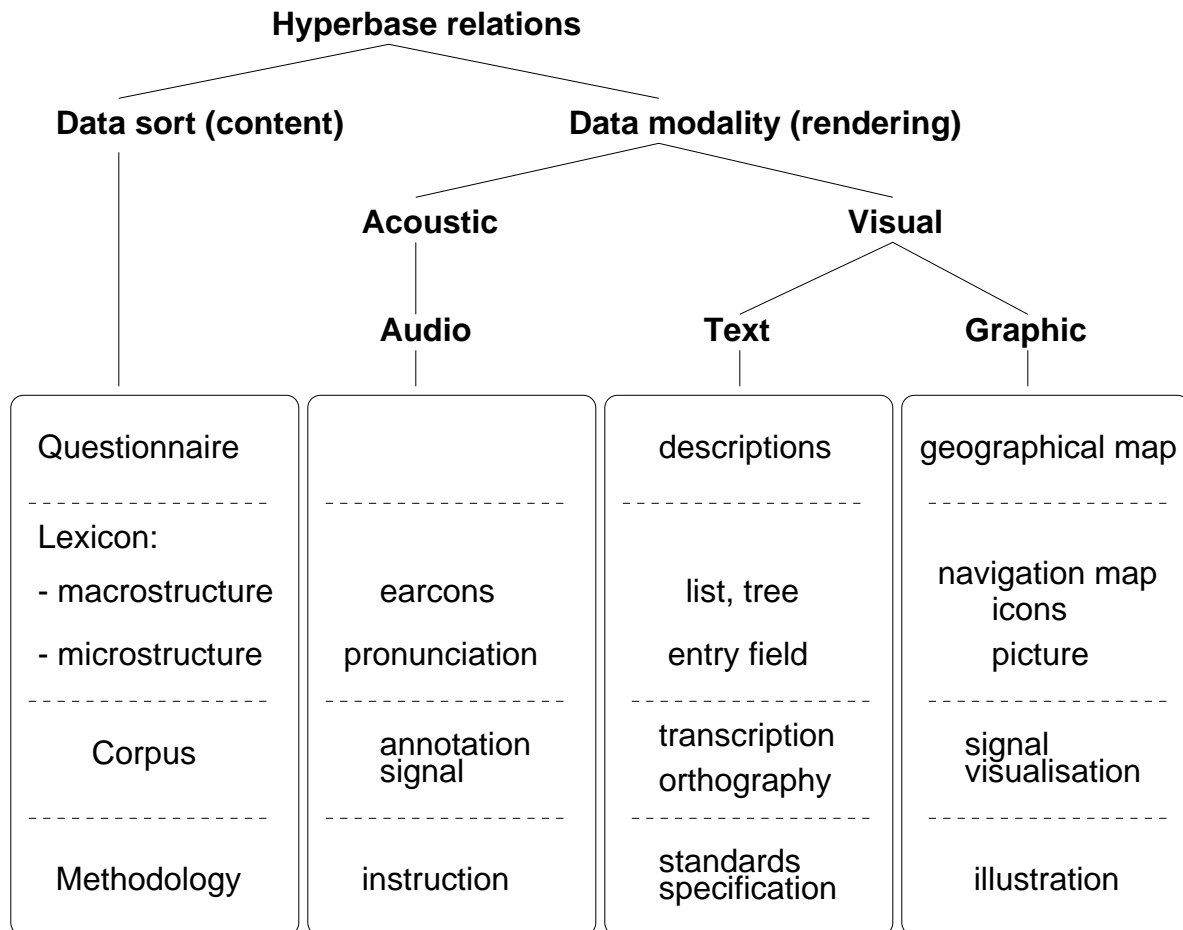 Hyperbase relations
Data sort (content)
Data modality (rendering)
Acoustic
Visual
Audio
Text
Graphic
Questionnaire
descriptions
geographical map
Lexicon:
- macrostructure
earcons
list, tree
navigation map
icons
- microstructure
pronunciation
entry field
picture
Corpus
annotation
signal
transcription
orthography
signal
visualisation
Methodology
instruction
standards
specification
illustration